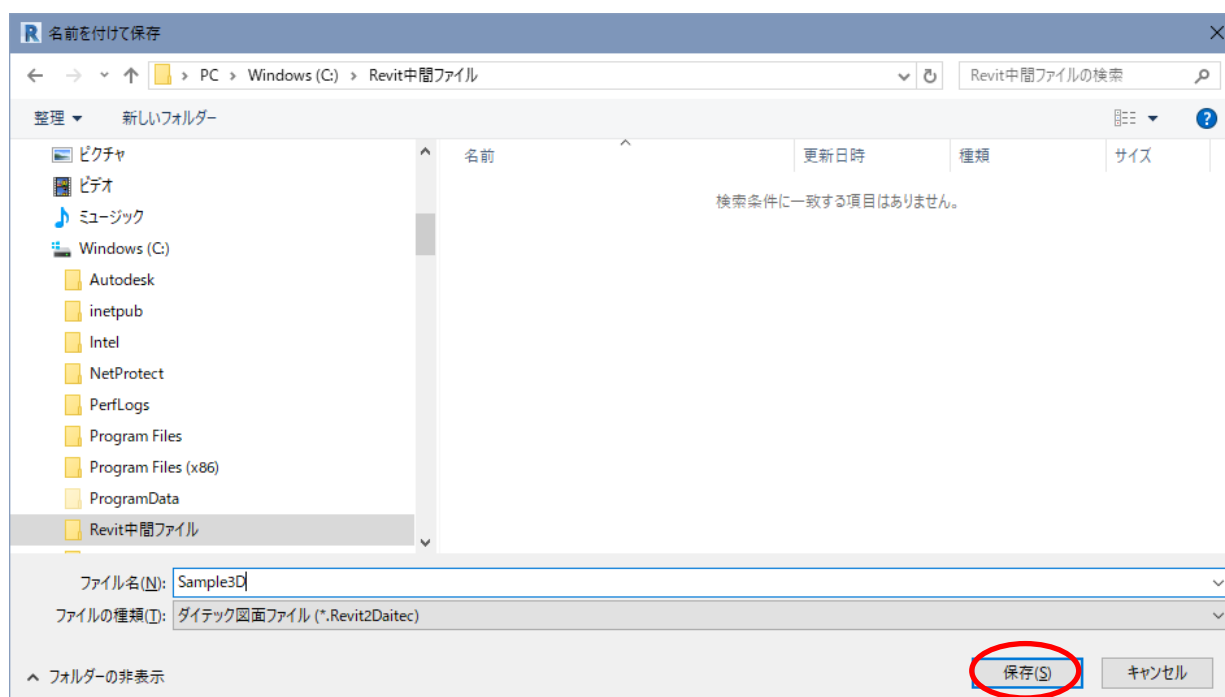 R 名前を付けて保存
PC > Windows (C:) > Revit中間ファイル Revit中間ファイルの検索
整理 新しいフォルダー ?
ピクチャ 名前 更新日時 種類 サイズ
ビデオ 検索条件に一致する項目はありません。
ミュージック
Windows (C:)
Autodesk
inetpub
Intel
NetProtect
PerfLogs
Program Files
Program Files (x86)
ProgramData
Revit中間ファイル
ファイル名(N): Sample3D
ファイルの種類(T): ダイテック図面ファイル (*.Revit2Daitec)
フォルダーの非表示 保存(S) キャンセル